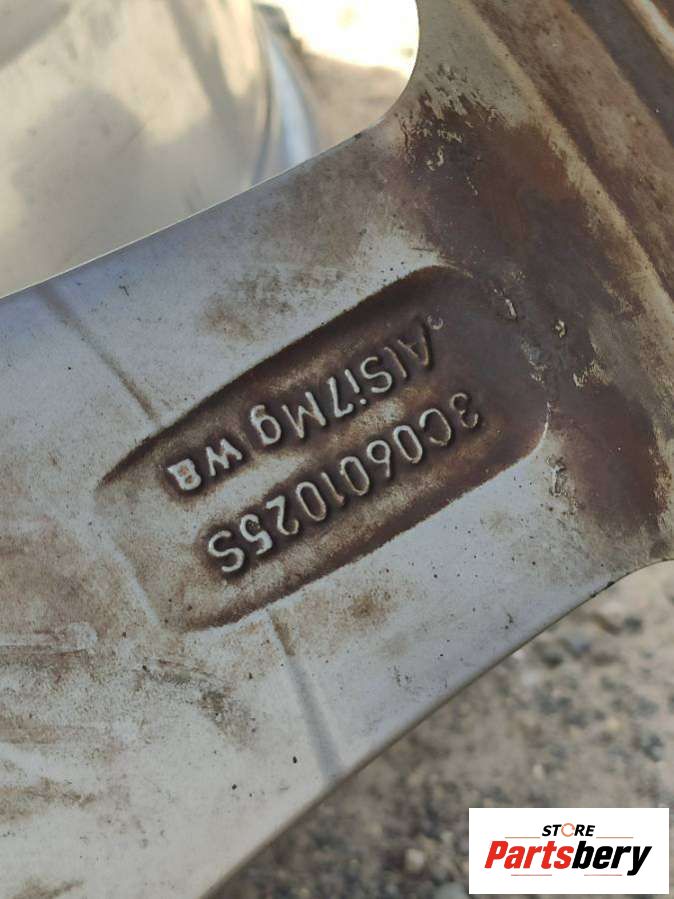 3C0601025S
AlSi7Mg wa
STORE
Partsbery